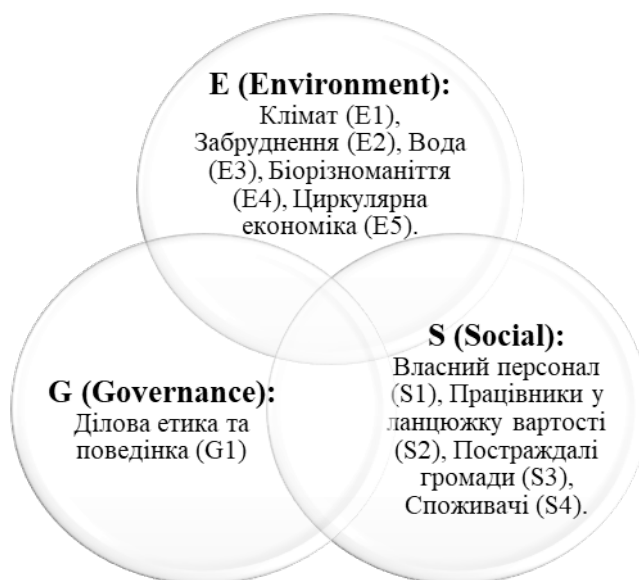 E (Environment):
Клімат (E1),
Забруднення (E2), Вода
(E3), Біорізноманіття
(E4), Циркулярна
економіка (E5).
G (Governance):
Ділова етика та
поведінка (G1)
S (Social):
Власний персонал
(S1), Працівники у
ланцюжку вартості
(S2), Постраждалі
громади (S3),
Споживачі (S4).